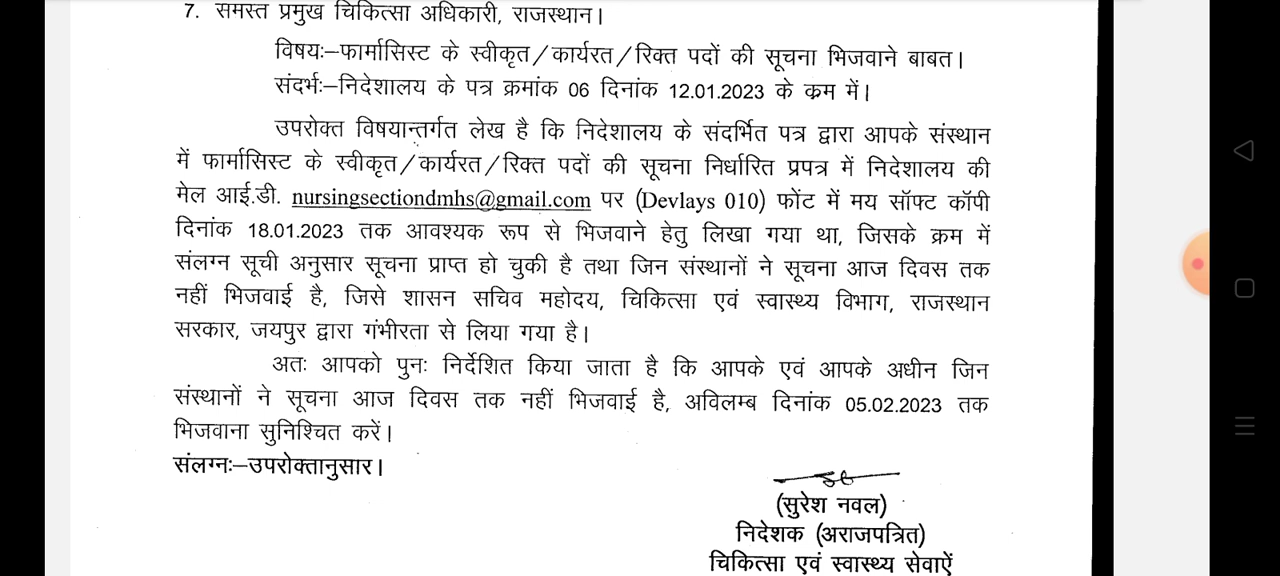 7. समस्त प्रमुख चिकित्सा अधिकारी, राजस्थान।
विषयः–फार्मासिस्ट के स्वीकृत/कार्यरत/रिक्त पदों की सूचना भिजवाने बाबत।
संदर्भः–निदेशालय के पत्र क्रमांक 06 दिनांक 12.01.2023 के क्रम में।
उपरोक्त विषयान्तर्गत लेख है कि निदेशालय के संदर्भित पत्र द्वारा आपके संस्थान
में फार्मासिस्ट के स्वीकृत/कार्यरत/रिक्त पदों की सूचना निर्धारित प्रपत्र में निदेशालय की
मेल आई.डी. nursingsectiondmhs@gmail.com पर (Devlays 010) फोंट में मय सॉफ्ट कॉपी
दिनांक 18.01.2023 तक आवश्यक रूप से भिजवाने हेतु लिखा गया था, जिसके क्रम में
संलग्न सूची अनुसार सूचना प्राप्त हो चुकी है तथा जिन संस्थानों ने सूचना आज दिवस तक
नहीं भिजवाई है, जिसे शासन सचिव महोदय, चिकित्सा एवं स्वास्थ्य विभाग, राजस्थान
सरकार, जयपुर द्वारा गंभीरता से लिया गया है।
अतः आपको पुनः निर्देशित किया जाता है कि आपके एवं आपके अधीन जिन
संस्थानों ने सूचना आज दिवस तक नहीं भिजवाई है, अविलम्ब दिनांक 05.02.2023 तक
भिजवाना सुनिश्चित करें।
संलग्नः–उपरोक्तानुसार।
(सुरेश नवल)
निदेशक (अराजपत्रित)
चिकित्सा एवं स्वास्थ्य सेवाऐं